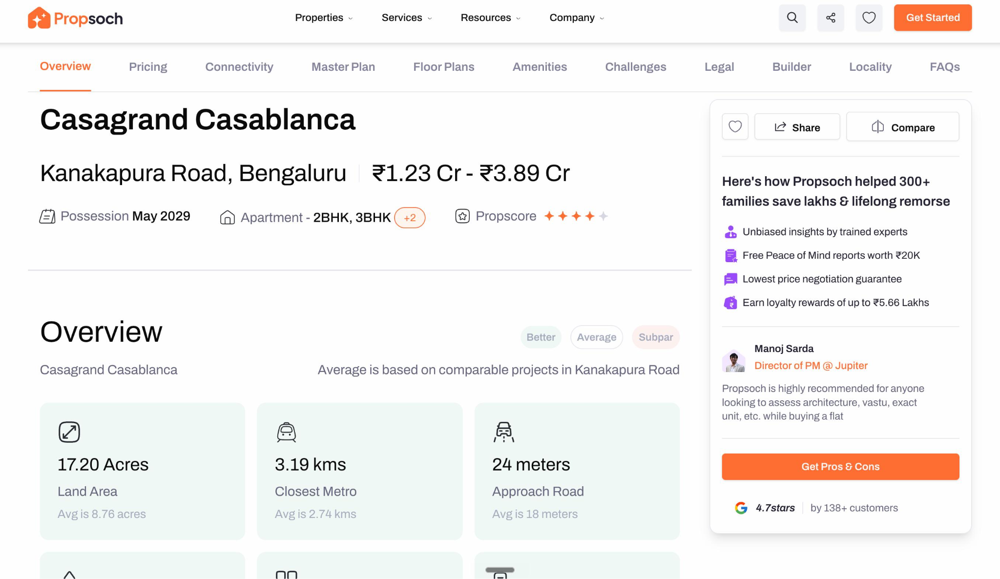 Propsoch
Properties
Services
Resources
Company
Get Started
Overview
Pricing
Connectivity
Master Plan
Floor Plans
Amenities
Challenges
Legal
Builder
Locality
FAQs
Casagrand Casablanca
Kanakapura Road, Bengaluru
₹1.23 Cr - ₹3.89 Cr
Possession May 2029
Apartment - 2BHK, 3BHK +2
Propscore
Overview
Better
Average
Subpar
Casagrand Casablanca
Average is based on comparable projects in Kanakapura Road
17.20 Acres
Land Area
Avg is 8.76 acres
3.19 kms
Closest Metro
Avg is 2.74 kms
24 meters
Approach Road
Avg is 18 meters
Share
Compare
Here's how Propsoch helped 300+
families save lakhs & lifelong remorse
Unbiased insights by trained experts
Free Peace of Mind reports worth ₹20K
Lowest price negotiation guarantee
Earn loyalty rewards of up to ₹5.66 Lakhs
Manoj Sarda
Director of PM @ Jupiter
Propsoch is highly recommended for anyone
looking to assess architecture, vastu, exact
unit, etc. while buying a flat
Get Pros & Cons
4.7stars
by 138+ customers